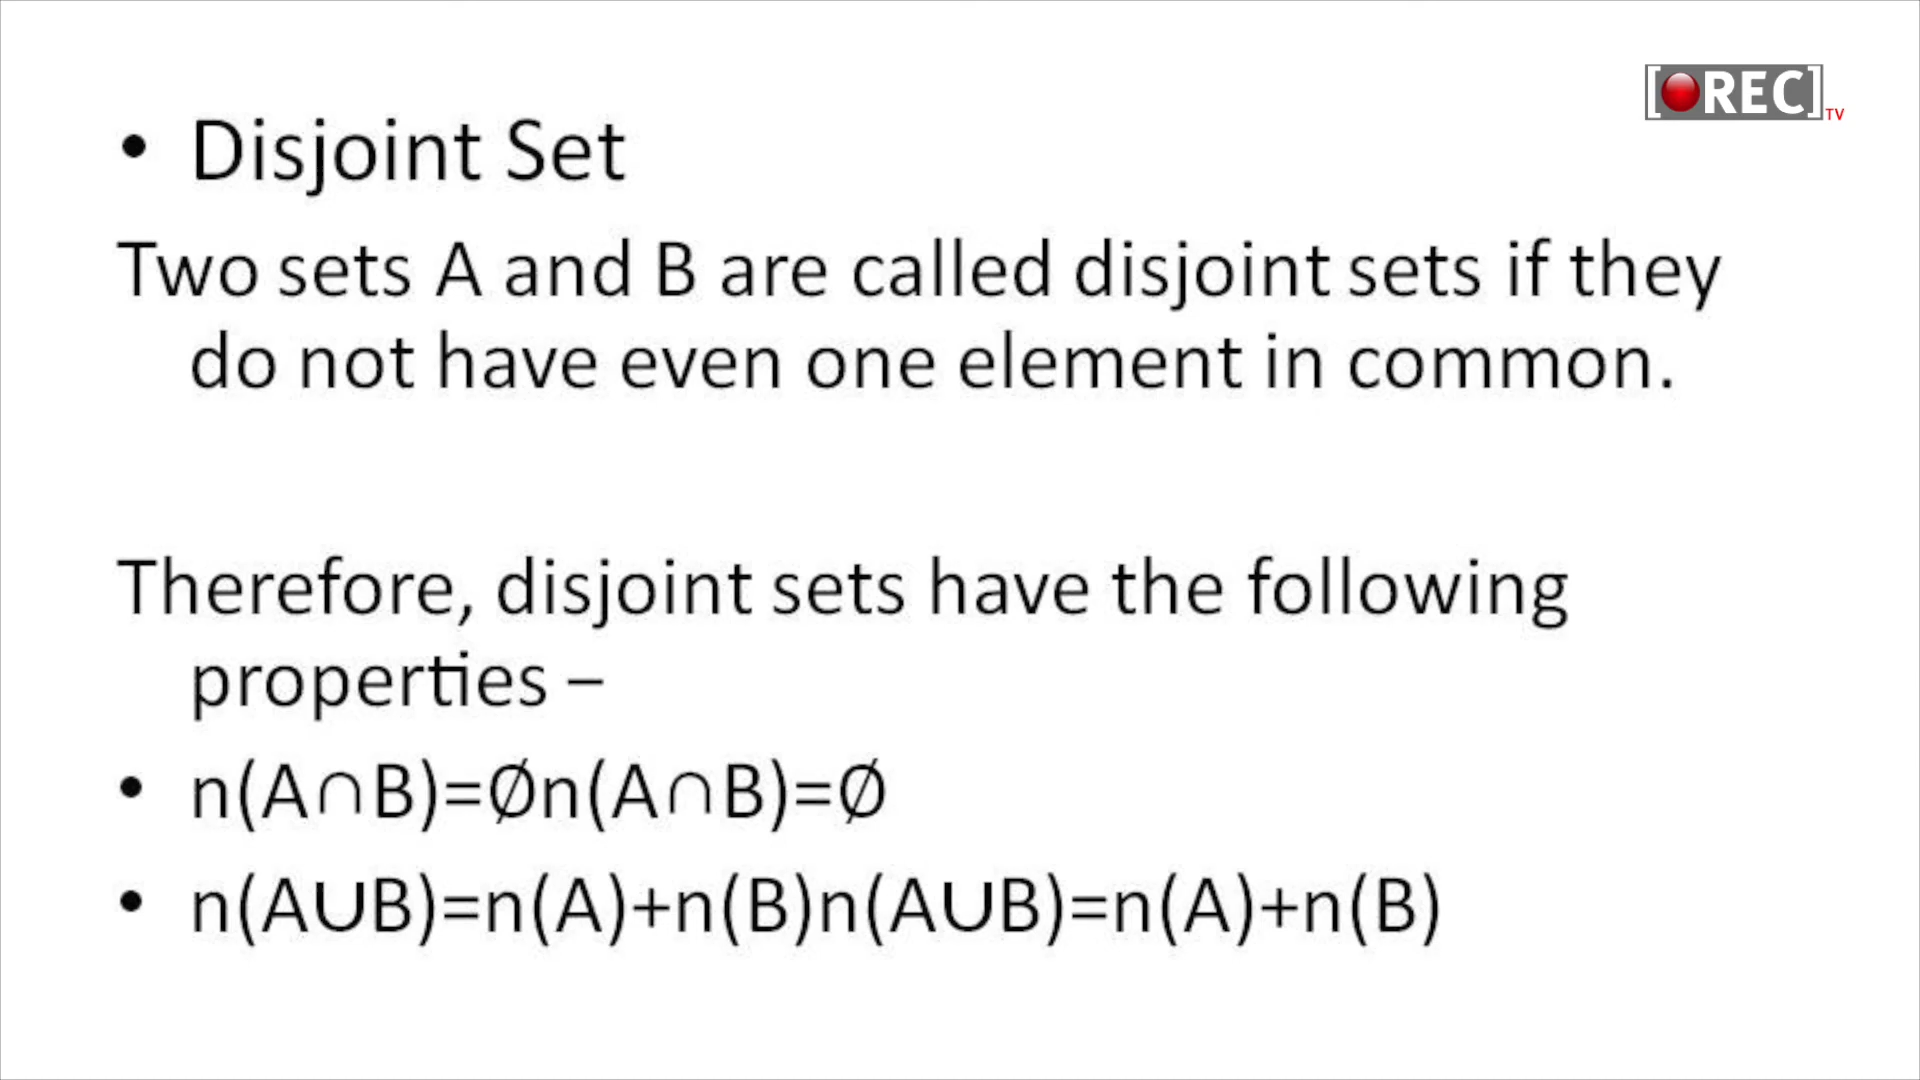 [REC] TV
• Disjoint Set
Two sets A and B are called disjoint sets if they
do not have even one element in common.
Therefore, disjoint sets have the following
properties –
• n(A∩B)=∅n(A∩B)=∅
• n(A∪B)=n(A)+n(B)n(A∪B)=n(A)+n(B)